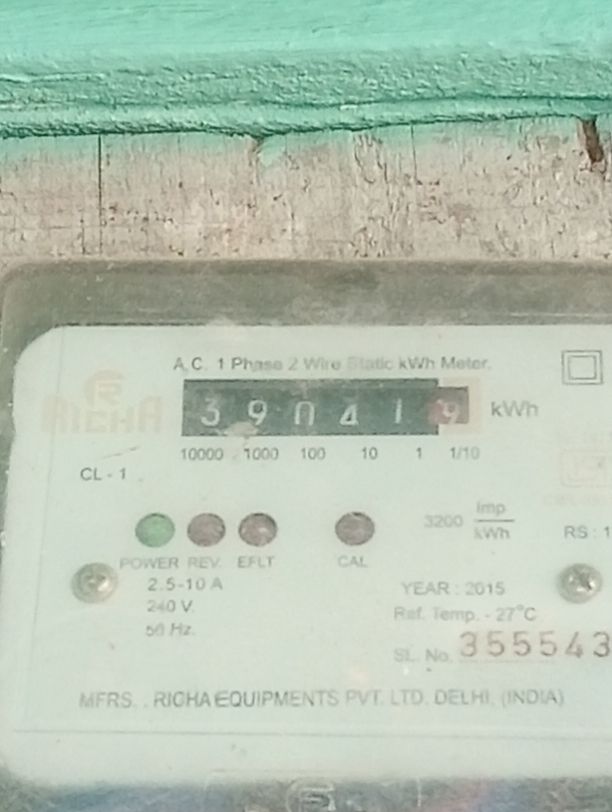 A.C. 1 Phase 2 Wire Static kWh Meter.
RICHA
390419 kWh
10000 1000 100 10 1 1/10
CL - 1
3200 Imp/kWh
RS : 1
POWER REV. EFLT CAL
2.5-10 A
240 V.
50 Hz.
YEAR : 2015
Ref. Temp. - 27°C
SL. No. 355543
MFRS. : RICHA EQUIPMENTS PVT. LTD. DELHI, (INDIA)